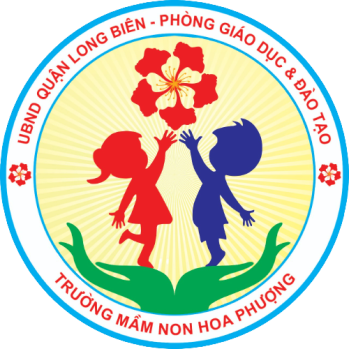 UBND QUẬN LONG BIÊN - PHÒNG GIÁO DỤC & ĐÀO TẠO
TRƯỜNG MẦM NON HOA PHƯỢNG